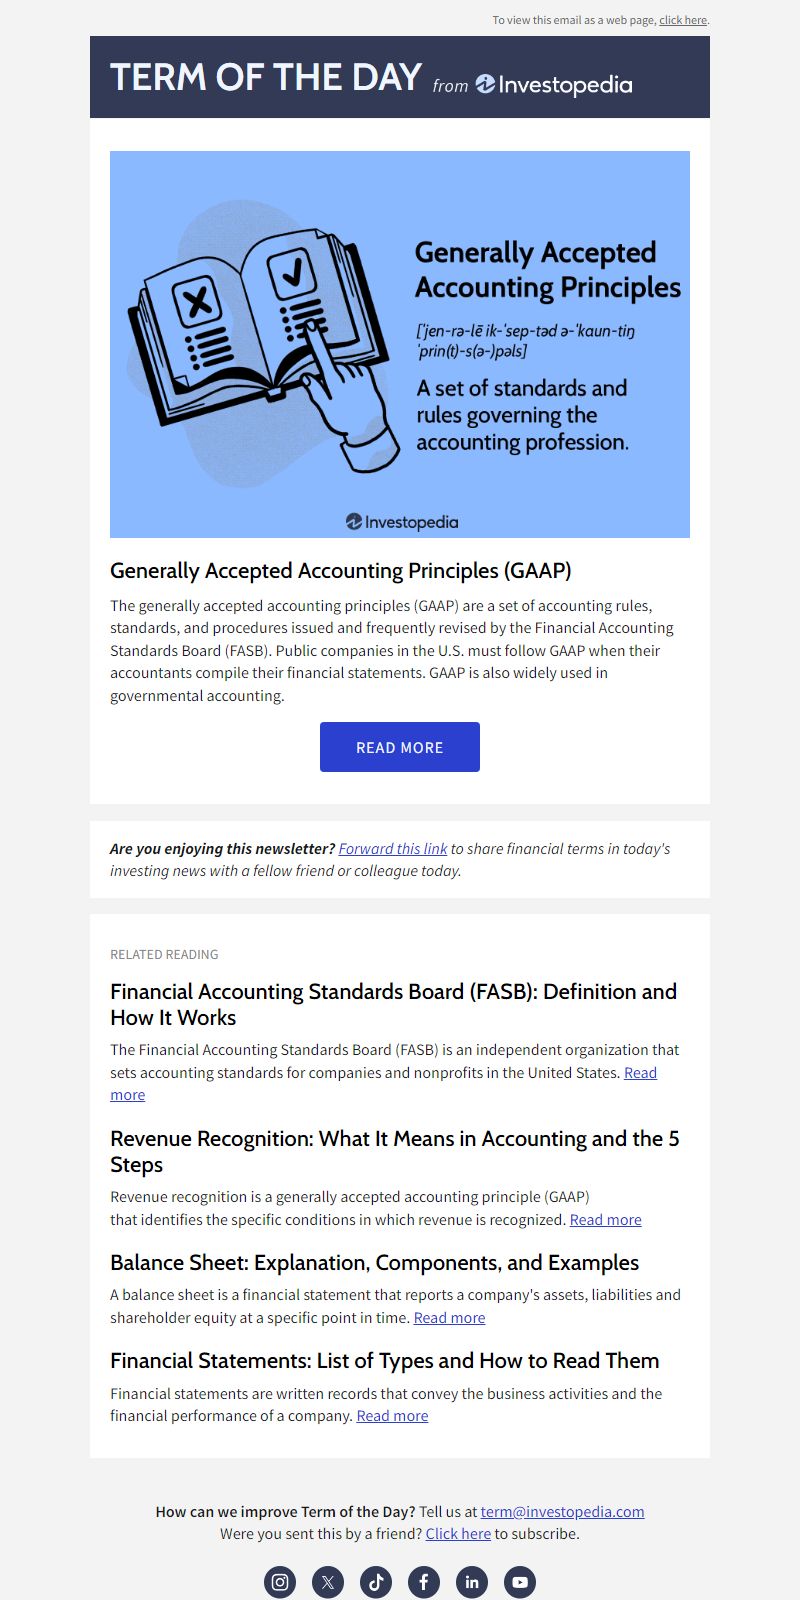 To view this email as a web page, click here.
TERM OF THE DAY from Investopedia
Generally Accepted
Accounting Principles
['jen-rə-lē ik-'sep-təd ə-'kaun-tiŋ
'prin(t)-s(ə-)pəls]
A set of standards and
rules governing the
accounting profession.
Investopedia
Generally Accepted Accounting Principles (GAAP)
The generally accepted accounting principles (GAAP) are a set of accounting rules,
standards, and procedures issued and frequently revised by the Financial Accounting
Standards Board (FASB). Public companies in the U.S. must follow GAAP when their
accountants compile their financial statements. GAAP is also widely used in
governmental accounting.
READ MORE
Are you enjoying this newsletter? Forward this link to share financial terms in today's
investing news with a fellow friend or colleague today.
RELATED READING
Financial Accounting Standards Board (FASB): Definition and
How It Works
The Financial Accounting Standards Board (FASB) is an independent organization that
sets accounting standards for companies and nonprofits in the United States. Read
more
Revenue Recognition: What It Means in Accounting and the 5
Steps
Revenue recognition is a generally accepted accounting principle (GAAP)
that identifies the specific conditions in which revenue is recognized. Read more
Balance Sheet: Explanation, Components, and Examples
A balance sheet is a financial statement that reports a company's assets, liabilities and
shareholder equity at a specific point in time. Read more
Financial Statements: List of Types and How to Read Them
Financial statements are written records that convey the business activities and the
financial performance of a company. Read more
How can we improve Term of the Day? Tell us at term@investopedia.com
Were you sent this by a friend? Click here to subscribe.